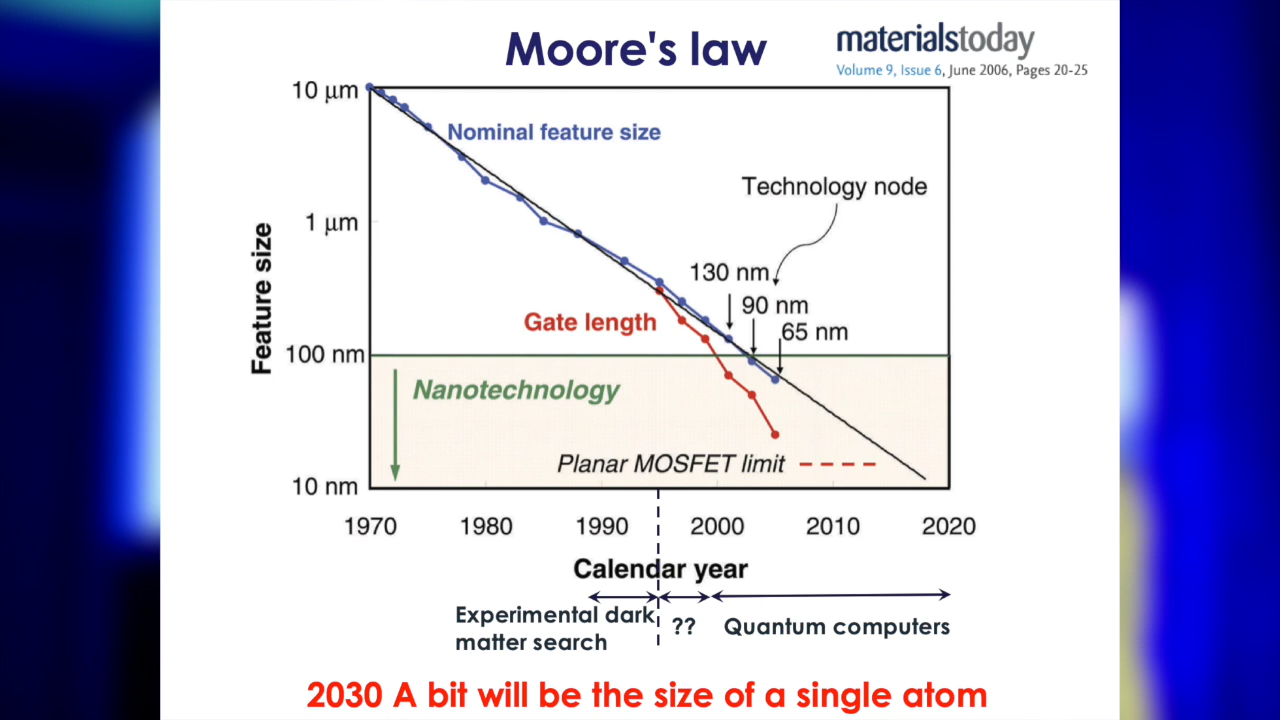 Moore's law
materialstoday
Volume 9, Issue 6, June 2006, Pages 20-25
10 μm
Nominal feature size
Technology node
1 μm
130 nm
90 nm
Gate length
65 nm
100 nm
Nanotechnology
Planar MOSFET limit
10 nm
Feature size
1970 1980 1990 2000 2010 2020
Calendar year
Experimental dark
matter search
??
Quantum computers
2030 A bit will be the size of a single atom